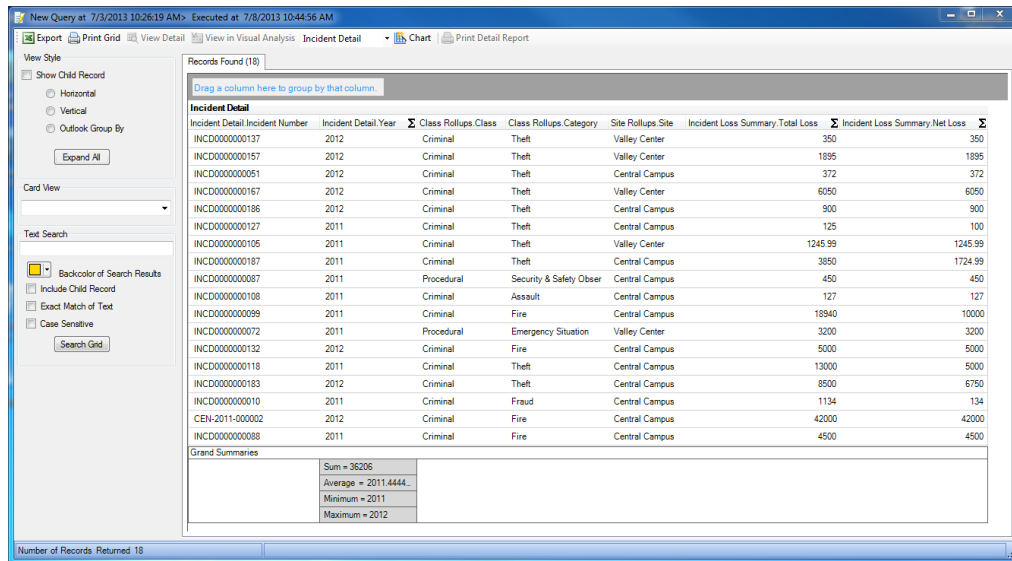 New Query at 7/3/2013 10:26:19 AM> Executed at 7/8/2013 10:44:56 AM
Export Print Grid View Detail View in Visual Analysis Incident Detail Chart Print Detail Report
View Style
Show Child Record
Horizontal
Vertical
Outlook Group By
Expand All
Card View
Text Search
Backcolor of Search Results
Include Child Record
Exact Match of Text
Case Sensitive
Search Grid
Records Found (18)
Drag a column here to group by that column.
Incident Detail
Incident Detail.Incident Number Incident Detail.Year Σ Class Rollups.Class Class Rollups.Category Site Rollups.Site Incident Loss Summary.Total Loss Σ Incident Loss Summary.Net Loss Σ
INCD0000000137 2012 Criminal Theft Valley Center 350 350
INCD0000000157 2012 Criminal Theft Valley Center 1895 1895
INCD0000000051 2012 Criminal Theft Central Campus 372 372
INCD0000000167 2012 Criminal Theft Valley Center 6050 6050
INCD0000000186 2012 Criminal Theft Central Campus 900 900
INCD0000000127 2011 Criminal Theft Central Campus 125 100
INCD0000000105 2011 Criminal Theft Valley Center 1245.99 1245.99
INCD0000000187 2011 Criminal Theft Central Campus 3850 1724.99
INCD0000000087 2011 Procedural Security & Safety Obser Central Campus 450 450
INCD0000000108 2011 Criminal Assault Central Campus 127 127
INCD0000000099 2011 Criminal Fire Central Campus 18940 10000
INCD0000000072 2011 Procedural Emergency Situation Valley Center 3200 3200
INCD0000000132 2012 Criminal Fire Central Campus 5000 5000
INCD0000000118 2011 Criminal Theft Central Campus 13000 5000
INCD0000000183 2012 Criminal Theft Central Campus 8500 6750
INCD0000000010 2011 Criminal Fraud Central Campus 1134 134
CEN-2011-000002 2012 Criminal Fire Central Campus 42000 42000
INCD0000000088 2011 Criminal Fire Central Campus 4500 4500
Grand Summaries
Sum = 36206
Average = 2011.4444...
Minimum = 2011
Maximum = 2012
Number of Records Returned 18